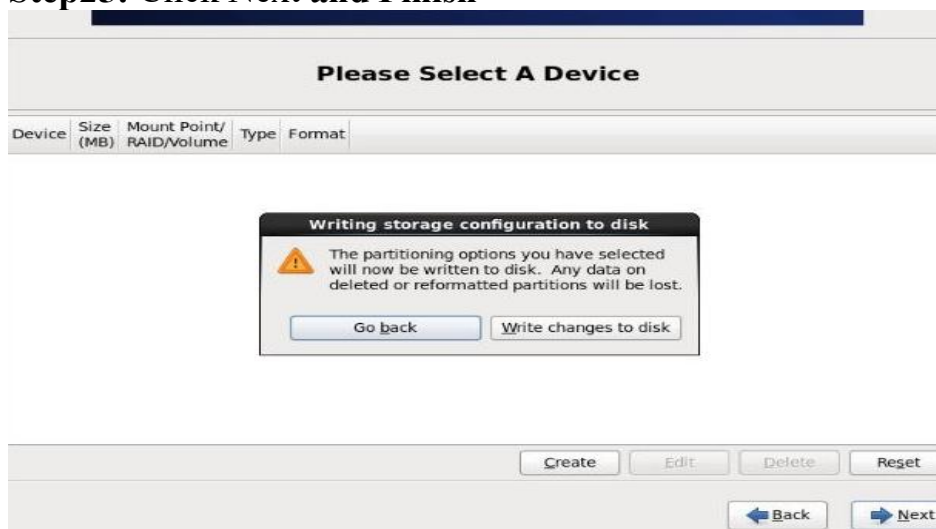 Step25: Click Next and Finish
Please Select A Device
Device Size (MB) Mount Point/ RAID/Volume Type Format
Writing storage configuration to disk
The partitioning options you have selected
will now be written to disk. Any data on
deleted or reformatted partitions will be lost.
Go back Write changes to disk
Create Edit Delete Reset
Back Next